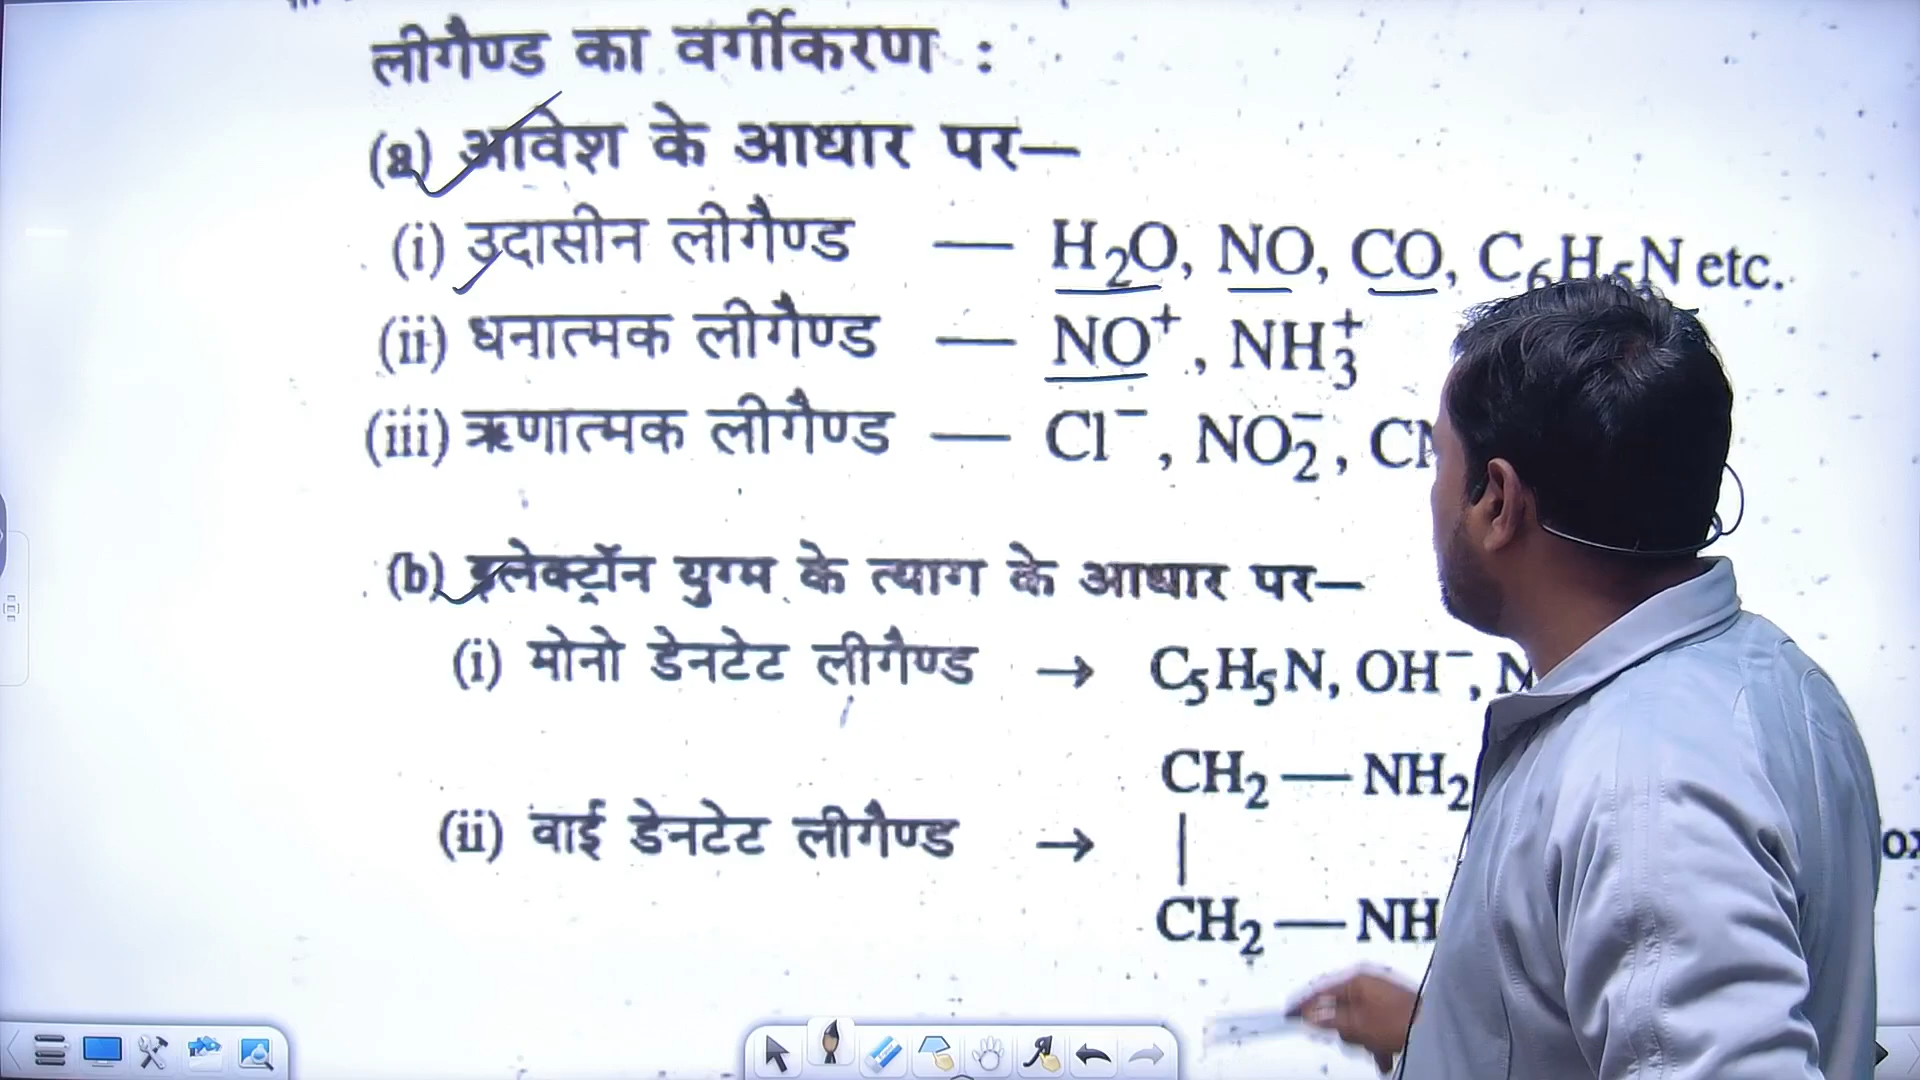 लीगैण्ड का वर्गीकरण :
(a) आवेश के आधार पर—
(i) उदासीन लीगैण्ड — H₂O, NO, CO, C₆H₅N etc.
(ii) धनात्मक लीगैण्ड — NO⁺, NH₃⁺
(iii) ऋणात्मक लीगैण्ड — Cl⁻, NO₂⁻,
(b) इलेक्ट्रॉन युग्म के त्याग के आधार पर—
(i) मोनो डेनटेट लीगैण्ड → C₅H₅N, OH⁻,
CH₂—NH₂
|
(ii) वाई डेनटेट लीगैण्ड →
CH₂—NH